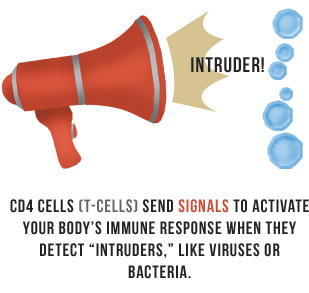 INTRUDER!
CD4 CELLS (T-CELLS) SEND SIGNALS TO ACTIVATE
YOUR BODY'S IMMUNE RESPONSE WHEN THEY
DETECT “INTRUDERS,” LIKE VIRUSES OR
BACTERIA.